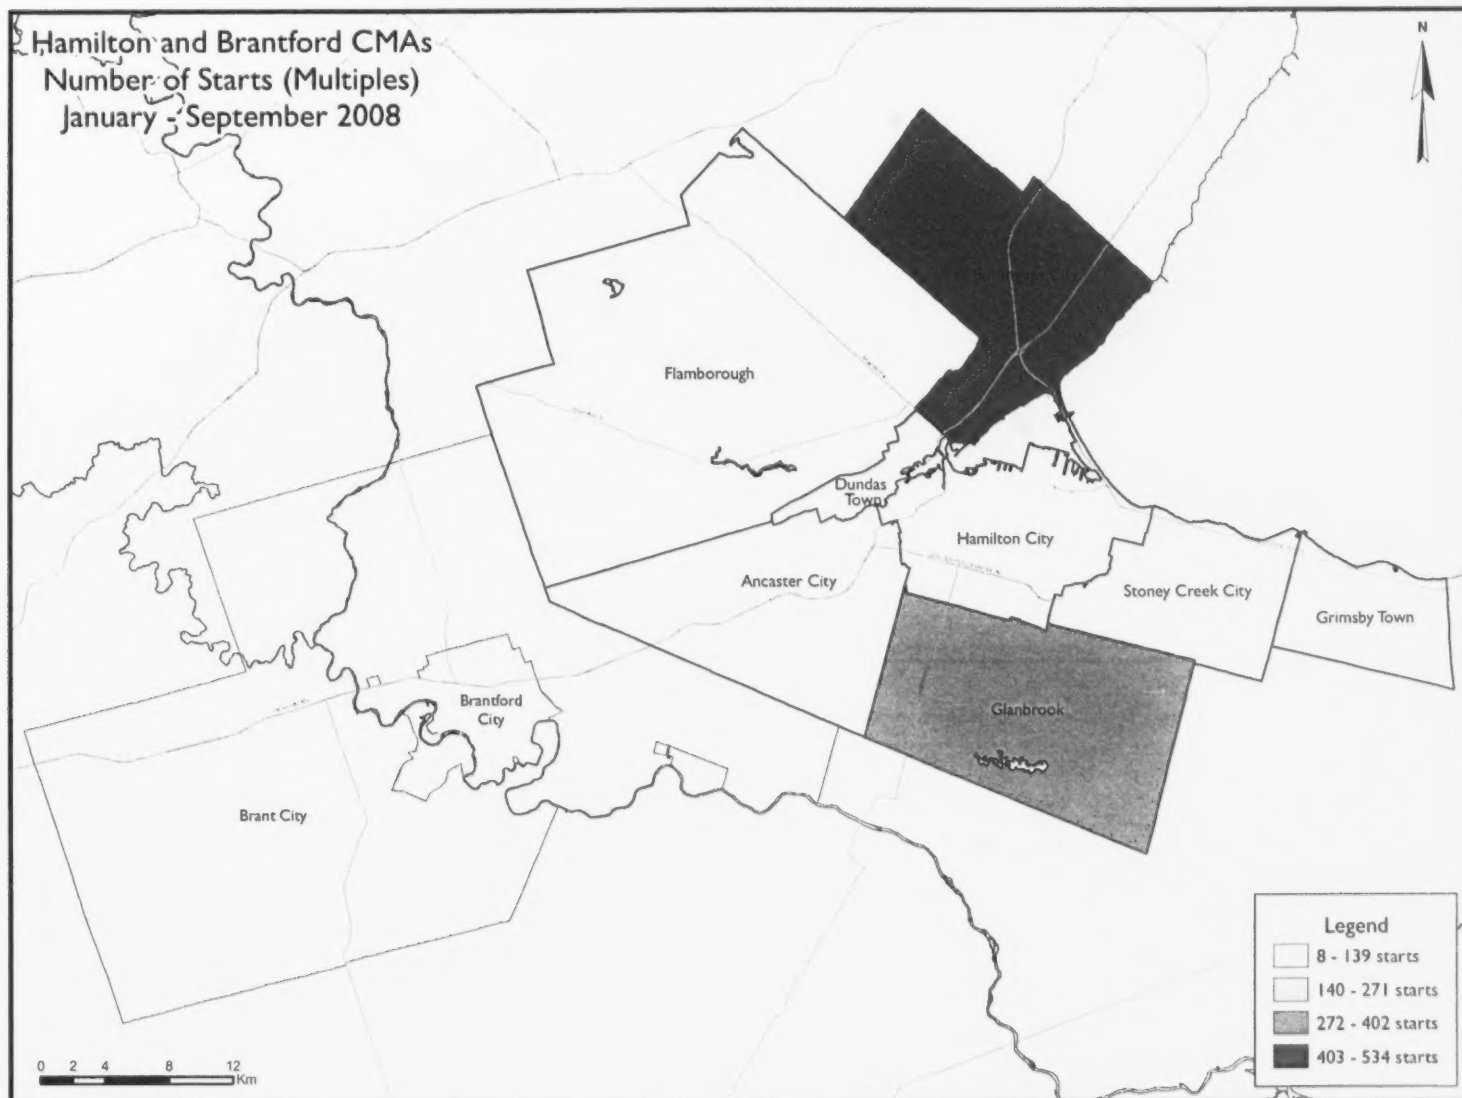 Hamilton and Brantford CMAs
Number of Starts (Multiples)
January - September 2008
N
Burlington City
Flamborough
Dundas
Town
Hamilton City
Ancaster City
Stoney Creek City
Grimsby Town
Brantford
City
Glanbrook
Brant City
Legend
8 - 139 starts
140 - 271 starts
272 - 402 starts
403 - 534 starts
0 2 4 8 12
Km